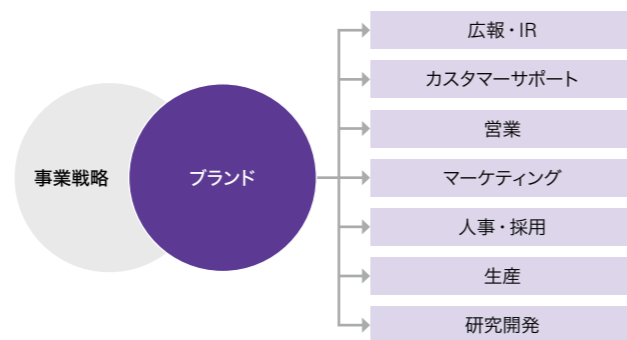 事業戦略
ブランド
広報・IR
カスタマーサポート
営業
マーケティング
人事・採用
生産
研究開発